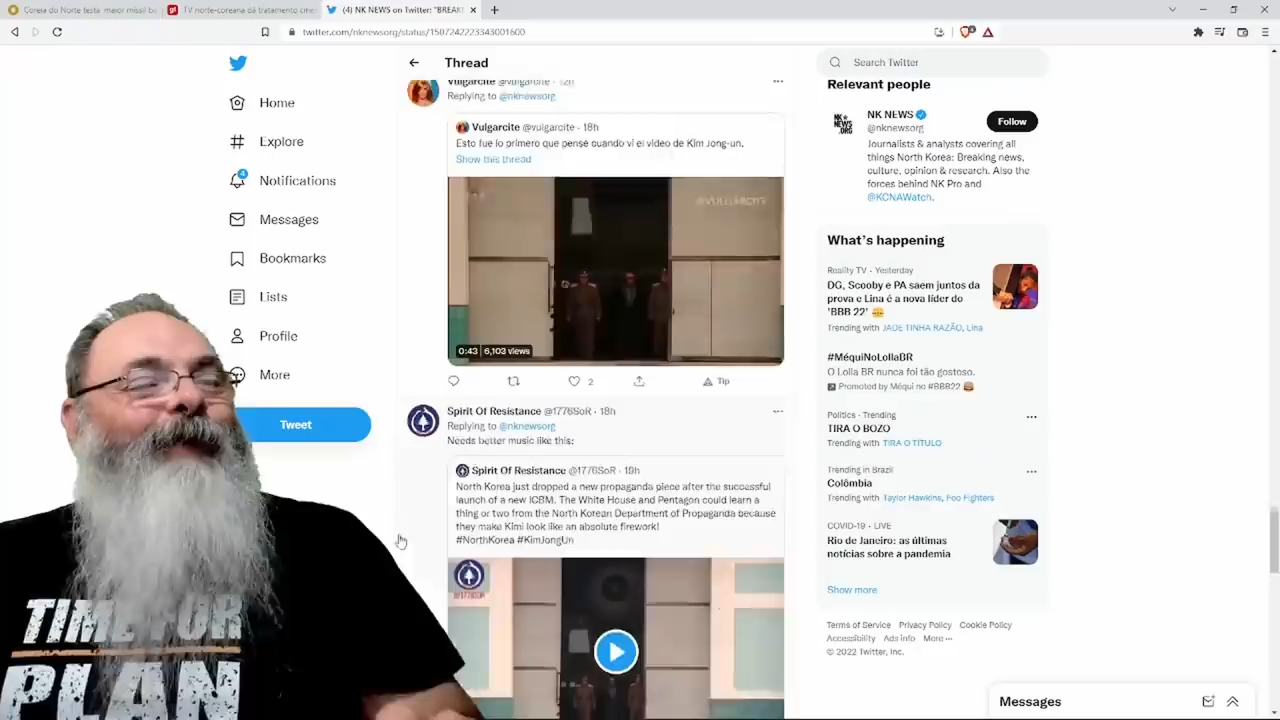 Coreia do Norte testa maior míssil ba
TV norte-coreana dá tratamento cine
(4) NK NEWS on Twitter: "BREAK
twitter.com/nknewsorg/status/1507242223343001600
Home
Explore
4
Notifications
Messages
Bookmarks
Lists
Profile
More
Tweet
Thread
Vulgarcite @vulgarcite · 12h
Replying to @nknewsorg
Vulgarcite @vulgarcite · 18h
Esto fue lo primero que pensé cuando vi el video de Kim Jong-un.
Show this thread
@VULGARCITE
0:43 6,103 views
2
Tip
Spirit Of Resistance @1776SoR · 18h
Replying to @nknewsorg
Needs better music like this:
Spirit Of Resistance @1776SoR · 19h
North Korea just dropped a new propaganda piece after the successful
launch of a new ICBM. The White House and Pentagon could learn a
thing or two from the North Korean Department of Propaganda because
they make Kimi look like an absolute firework!
#NorthKorea #KimJongUn
@1776SOR
Search Twitter
Relevant people
NK NEWS
@nknewsorg
Follow
NK NEWS .ORG
Journalists & analysts covering all
things North Korea: Breaking news,
culture, opinion & research. Also the
forces behind NK Pro and
@KCNAWatch.
What's happening
Reality TV · Yesterday
DG, Scooby e PA saem juntos da
prova e Lina é a nova líder do
'BBB 22'
Trending with JADE TINHA RAZÃO, Lina
#MéquiNoLollaBR
O Lolla BR nunca foi tão gostoso.
Promoted by Méqui no #BBB22
Politics · Trending
TIRA O BOZO
Trending with TIRA O TÍTULO
Trending in Brazil
Colômbia
Trending with Taylor Hawkins, Foo Fighters
COVID-19 · LIVE
Rio de Janeiro: as últimas
notícias sobre a pandemia
Show more
Terms of Service Privacy Policy Cookie Policy
Accessibility Ads info More ···
© 2022 Twitter, Inc.
Messages
PLAN